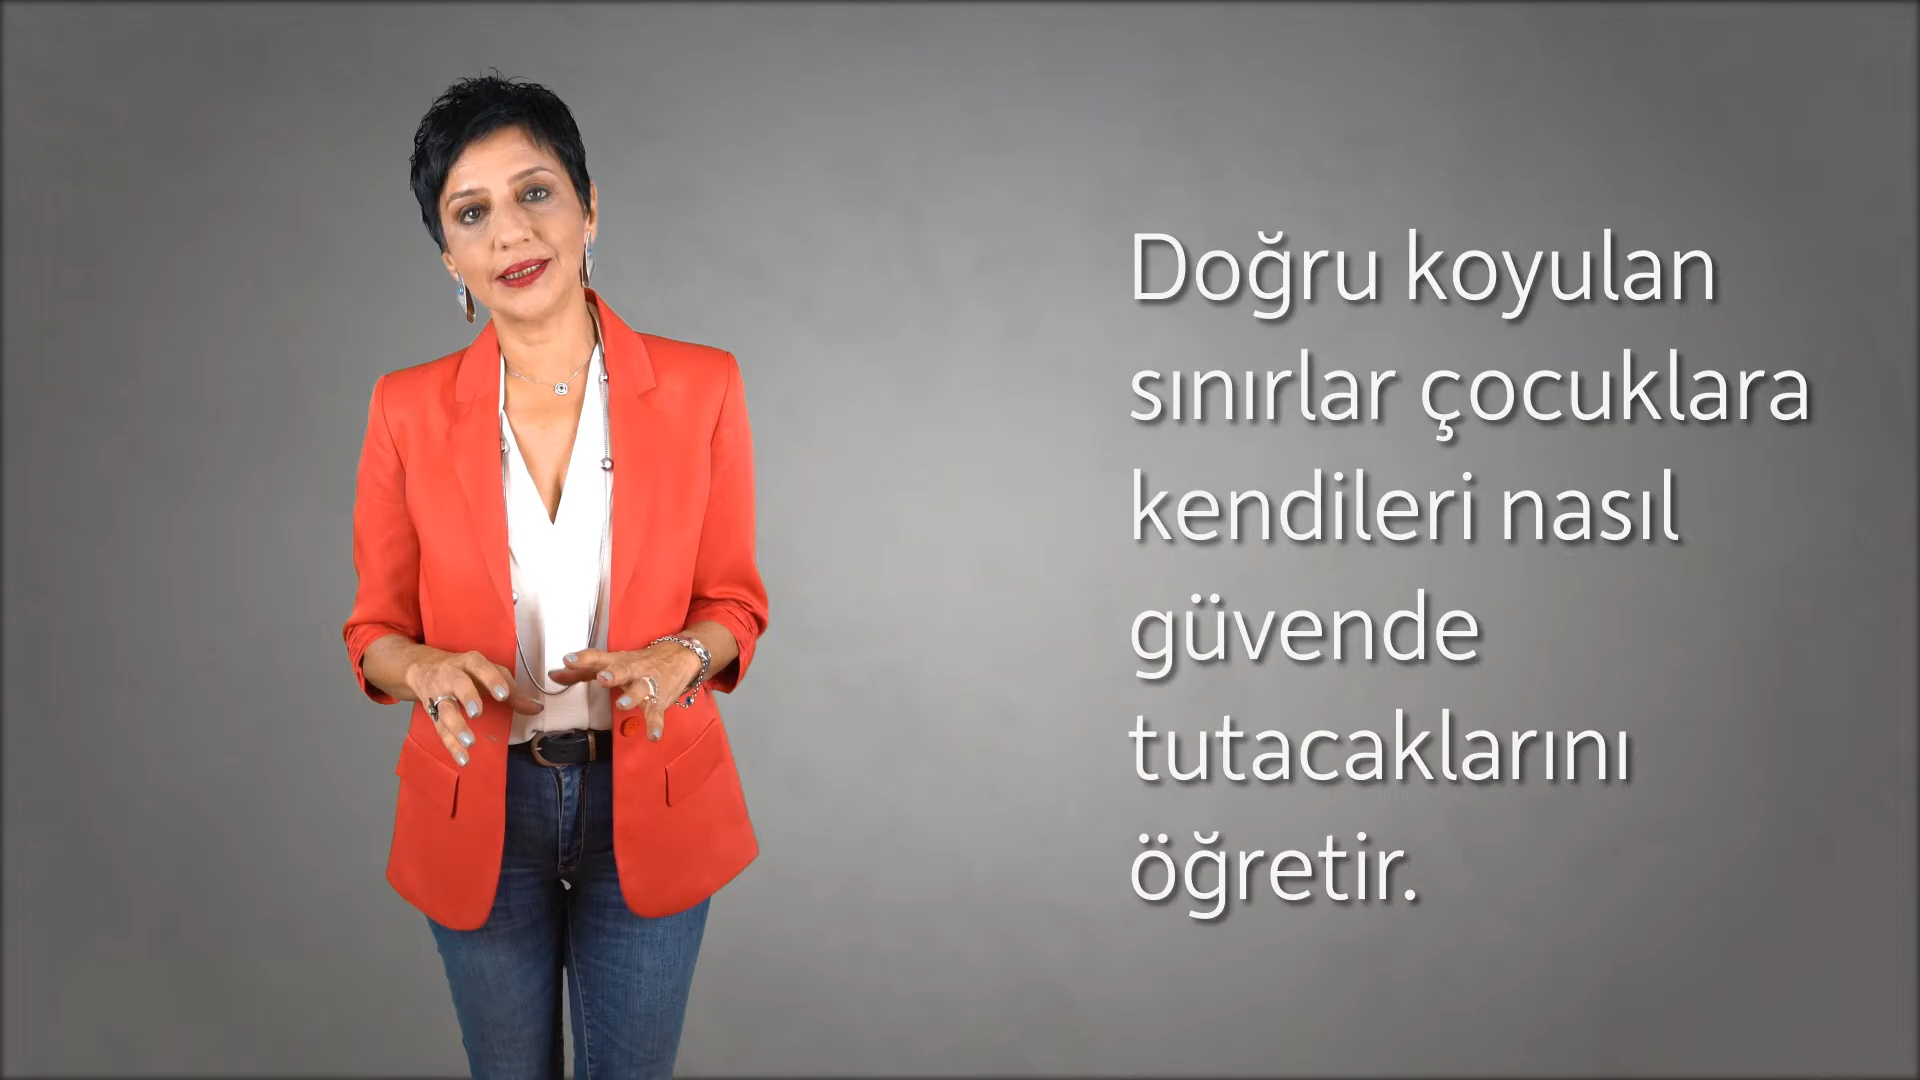 Doğru koyulan
sınırlar çocuklara
kendileri nasıl
güvende
tutacaklarını
öğretir.